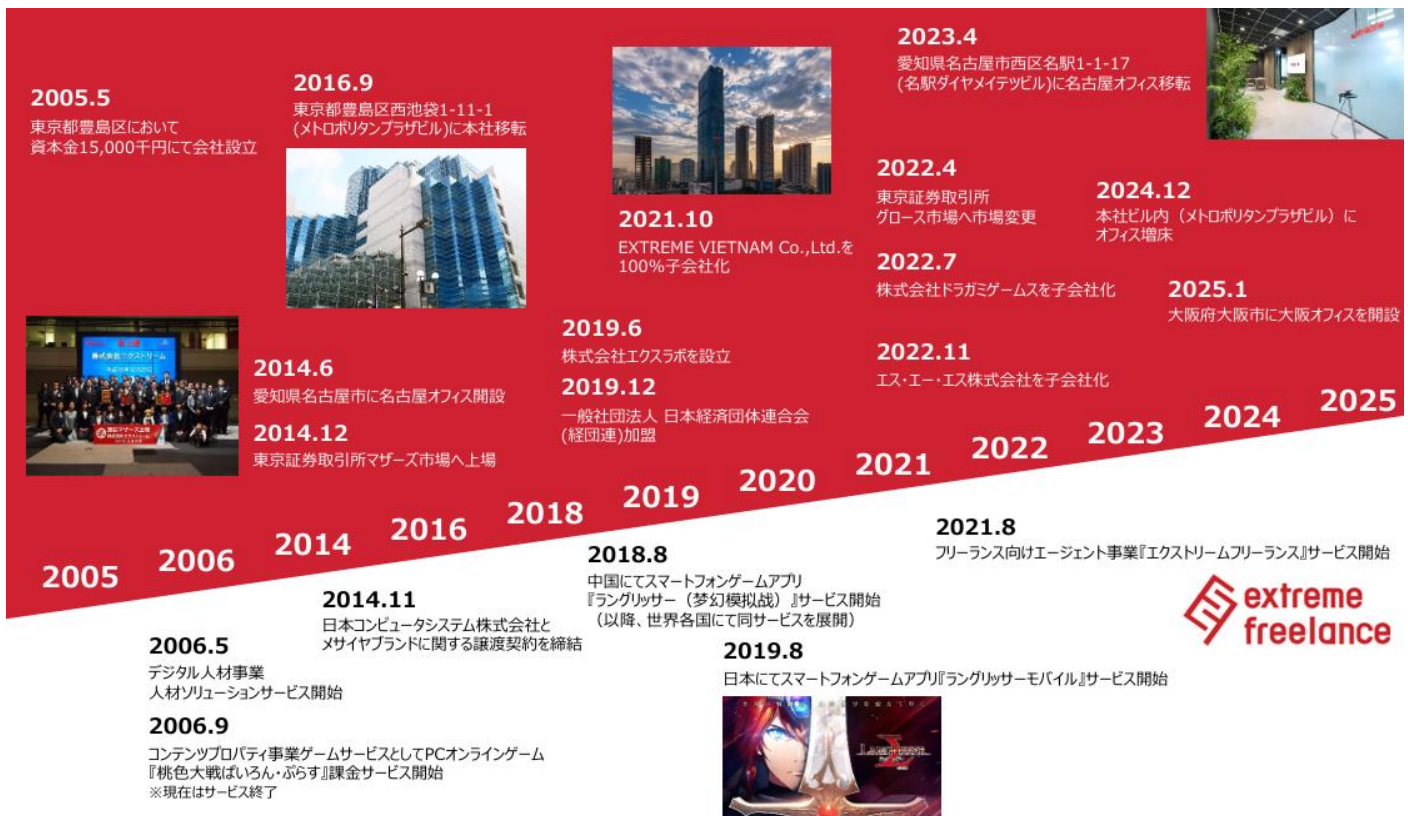 2005.5
東京都豊島区において
資本金15,000千円にて会社設立
2016.9
東京都豊島区西池袋1-11-1
(メトロポリタンプラザビル)に本社移転
2014.6
愛知県名古屋市に名古屋オフィス開設
2014.12
東京証券取引所マザーズ市場へ上場
株式会社エクストリーム
2021.10
EXTREME VIETNAM Co.,Ltd.を
100%子会社化
2019.6
株式会社エクスラボを設立
2019.12
一般社団法人 日本経済団体連合会
(経団連)加盟
2023.4
愛知県名古屋市西区名駅1-1-17
(名駅ダイヤメイテツビル)に名古屋オフィス移転
2022.4
東京証券取引所
グロース市場へ市場変更
2022.7
株式会社ドラガミゲームスを子会社化
2022.11
エス・エー・エス株式会社を子会社化
2024.12
本社ビル内（メトロポリタンプラザビル）に
オフィス増床
2025.1
大阪府大阪市に大阪オフィスを開設
2005
2006
2014
2016
2018
2019
2020
2021
2022
2023
2024
2025
2006.5
デジタル人材事業
人材ソリューションサービス開始
2006.9
コンテンツプロパティ事業ゲームサービスとしてPCオンラインゲーム
『桃色大戦ぱいろん・ぷらす』課金サービス開始
※現在はサービス終了
2014.11
日本コンピュータシステム株式会社と
メサイヤブランドに関する譲渡契約を締結
2018.8
中国にてスマートフォンゲームアプリ
『ラングリッサー（梦幻模拟战）』サービス開始
（以降、世界各国にて同サービスを展開）
2019.8
日本にてスマートフォンゲームアプリ『ラングリッサーモバイル』サービス開始
2021.8
フリーランス向けエージェント事業『エクストリームフリーランス』サービス開始
extreme
freelance